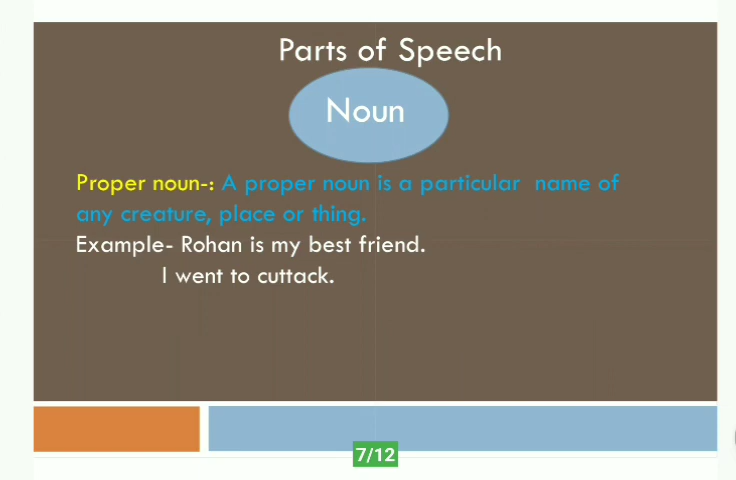 Parts of Speech
Noun
Proper noun-: A proper noun is a particular name of
any creature, place or thing.
Example- Rohan is my best friend.
I went to cuttack.
7/12